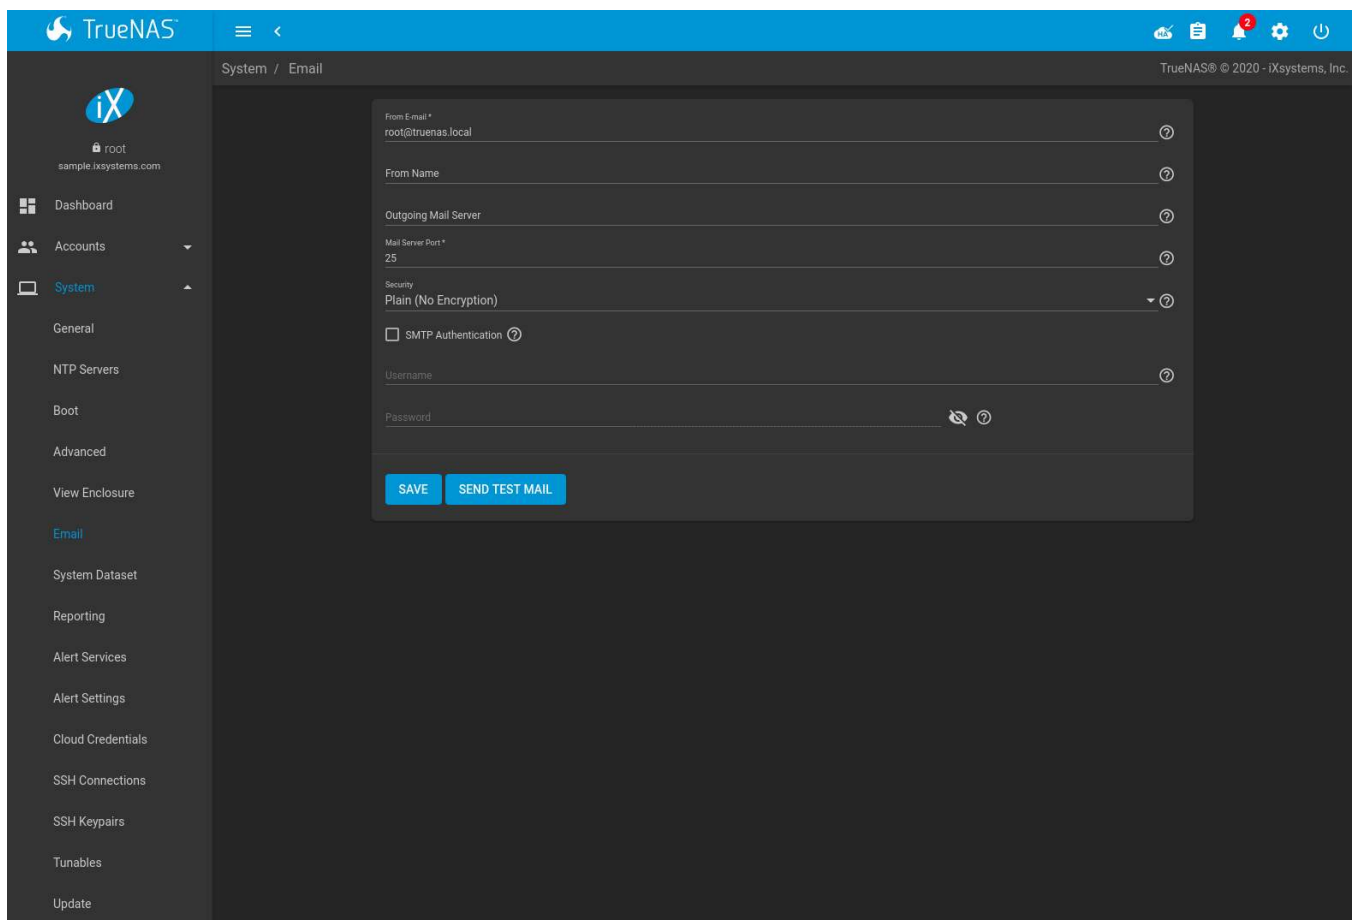 TrueNAS™
HA
2
System / Email
TrueNAS® © 2020 - iXsystems, Inc.
iX
root
sample.ixsystems.com
Dashboard
Accounts
System
General
NTP Servers
Boot
Advanced
View Enclosure
Email
System Dataset
Reporting
Alert Services
Alert Settings
Cloud Credentials
SSH Connections
SSH Keypairs
Tunables
Update
From E-mail *
root@truenas.local
From Name
Outgoing Mail Server
Mail Server Port *
25
Security
Plain (No Encryption)
SMTP Authentication
Username
Password
SAVE
SEND TEST MAIL